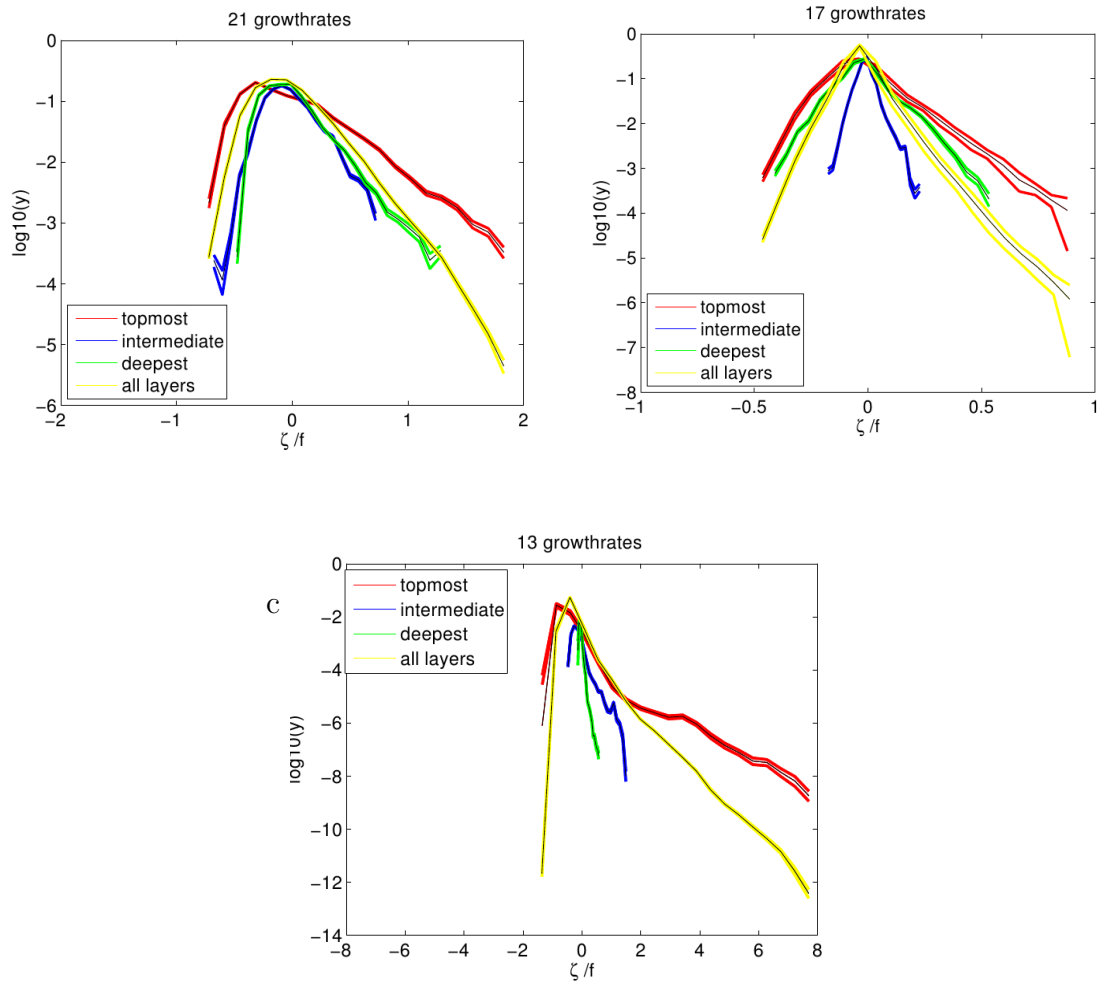 21 growthrates
0
−1
−2
−3
−4
−5
−6
log10(y)
topmost
intermediate
deepest
all layers
−2
−1
0
1
2
ζ /f
17 growthrates
0
−1
−2
−3
−4
−5
−6
−7
−8
log10(y)
topmost
intermediate
deepest
all layers
−1
−0.5
0
0.5
1
ζ /f
13 growthrates
c
0
−2
−4
−6
−8
−10
−12
−14
log10(y)
topmost
intermediate
deepest
all layers
−8
−6
−4
−2
0
2
4
6
8
ζ /f